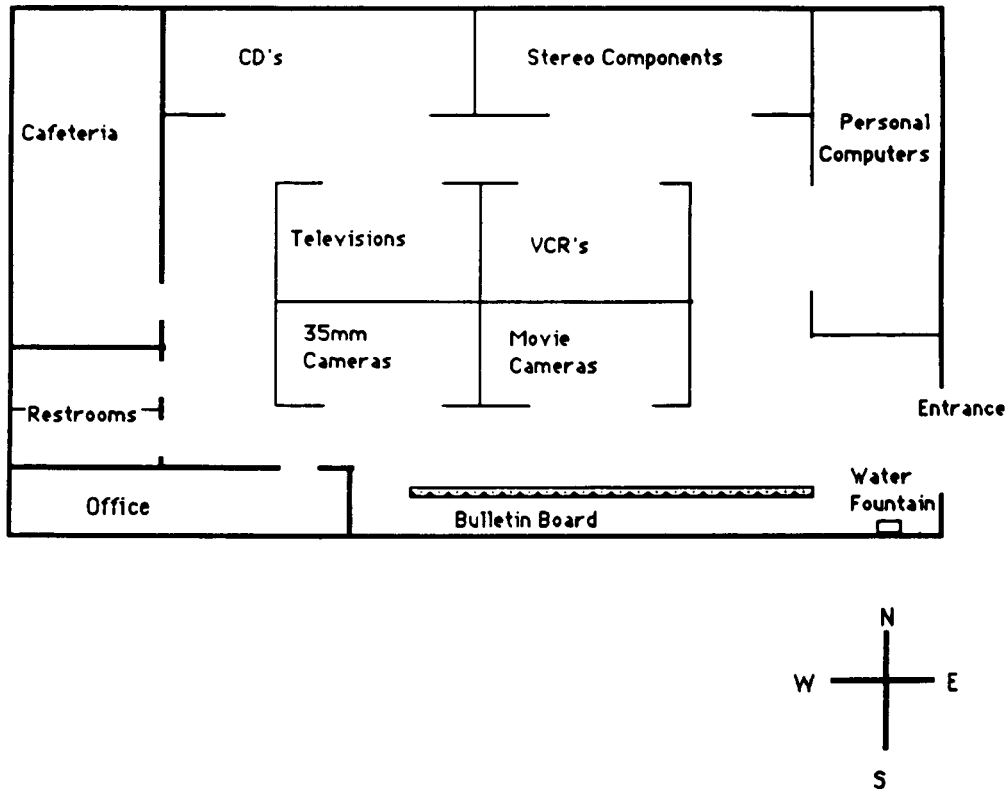 CD's
Stereo Components
Cafeteria
Personal
Computers
Televisions
VCR's
35mm
Cameras
Movie
Cameras
Restrooms
Entrance
Office
Water
Fountain
Bulletin Board
N
W
E
S